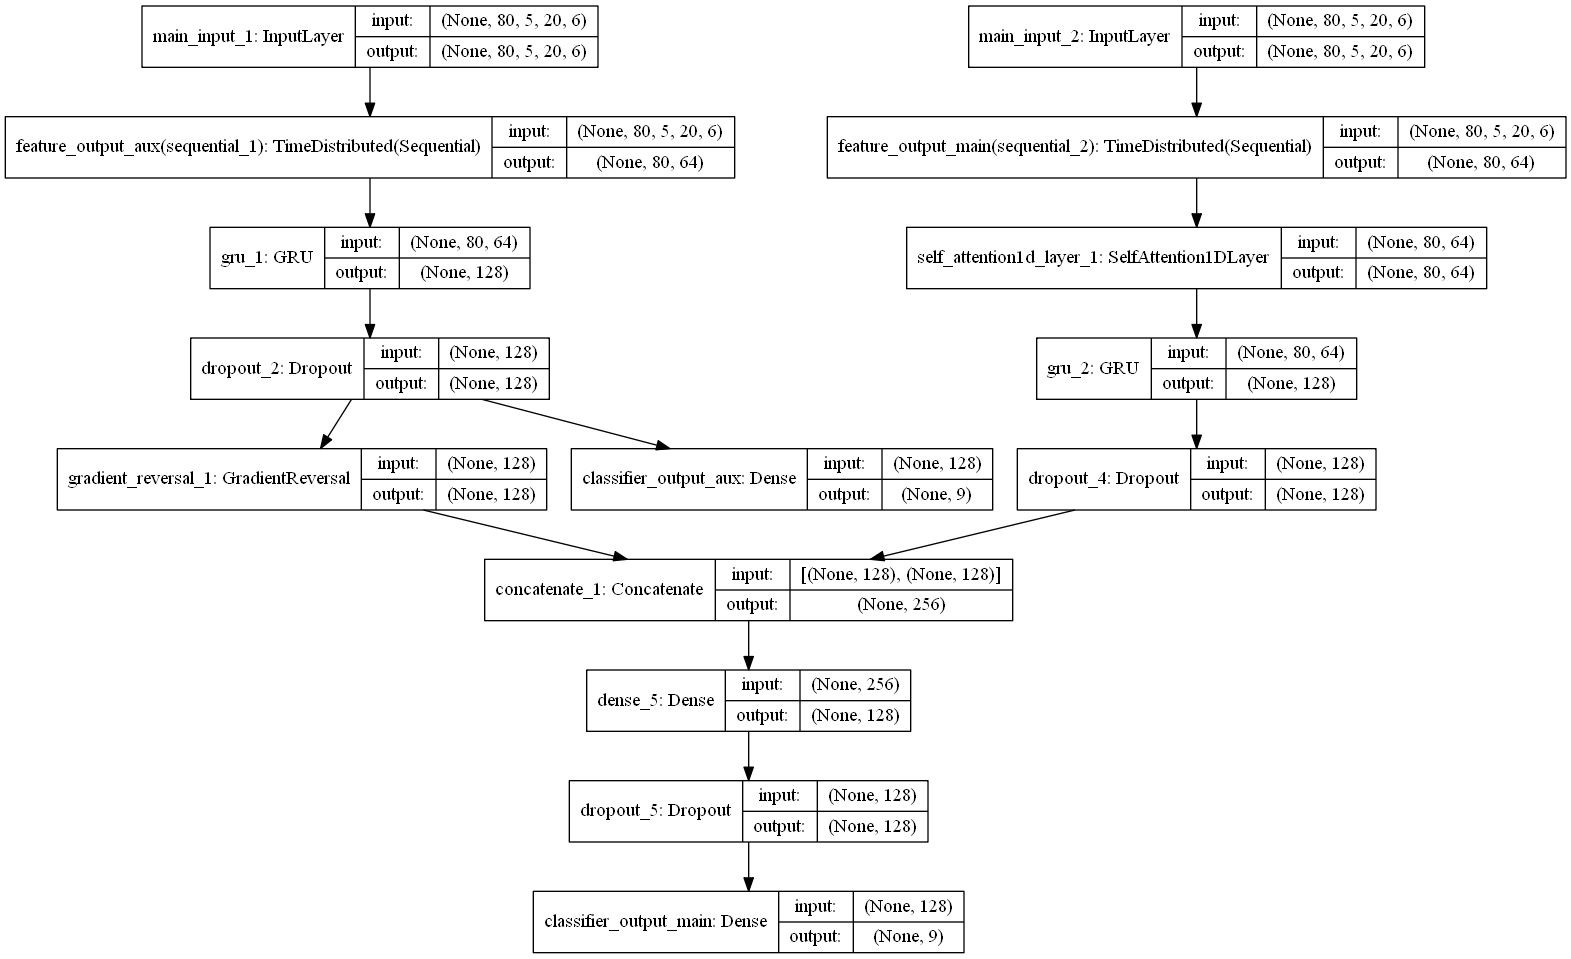 main_input_1: InputLayer
input: (None, 80, 5, 20, 6)
output: (None, 80, 5, 20, 6)
main_input_2: InputLayer
input: (None, 80, 5, 20, 6)
output: (None, 80, 5, 20, 6)
feature_output_aux(sequential_1): TimeDistributed(Sequential)
input: (None, 80, 5, 20, 6)
output: (None, 80, 64)
feature_output_main(sequential_2): TimeDistributed(Sequential)
input: (None, 80, 5, 20, 6)
output: (None, 80, 64)
gru_1: GRU
input: (None, 80, 64)
output: (None, 128)
self_attention1d_layer_1: SelfAttention1DLayer
input: (None, 80, 64)
output: (None, 80, 64)
dropout_2: Dropout
input: (None, 128)
output: (None, 128)
gru_2: GRU
input: (None, 80, 64)
output: (None, 128)
gradient_reversal_1: GradientReversal
input: (None, 128)
output: (None, 128)
classifier_output_aux: Dense
input: (None, 128)
output: (None, 9)
dropout_4: Dropout
input: (None, 128)
output: (None, 128)
concatenate_1: Concatenate
input: [(None, 128), (None, 128)]
output: (None, 256)
dense_5: Dense
input: (None, 256)
output: (None, 128)
dropout_5: Dropout
input: (None, 128)
output: (None, 128)
classifier_output_main: Dense
input: (None, 128)
output: (None, 9)